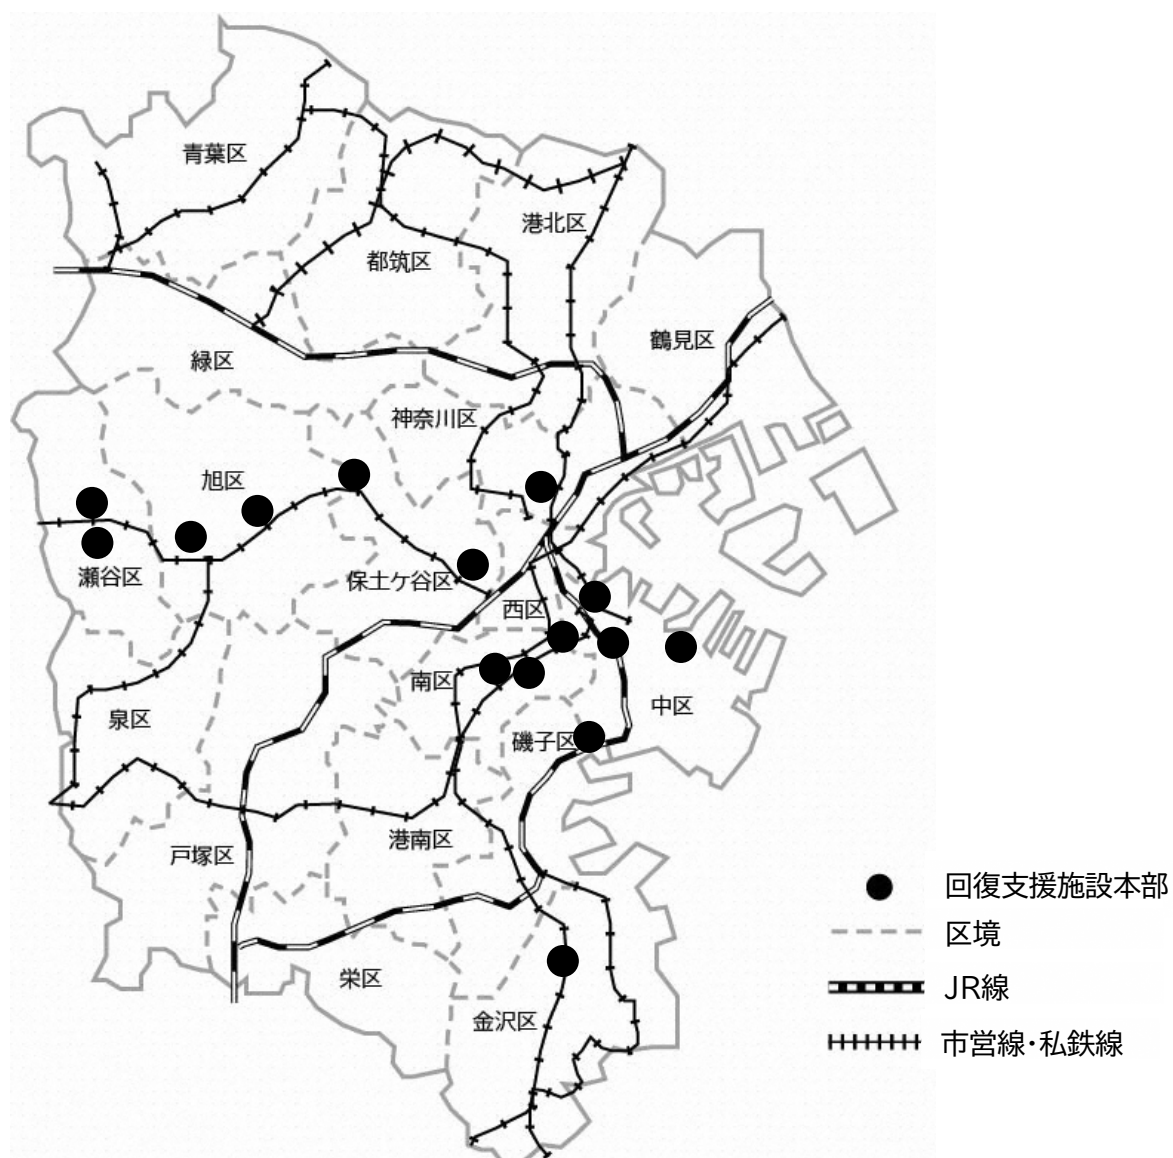 青葉区
港北区
都筑区
鶴見区
緑区
神奈川区
旭区
瀬谷区
保土ケ谷区
西区
南区
中区
泉区
磯子区
港南区
戸塚区
栄区
金沢区
回復支援施設本部
区境
JR線
市営線・私鉄線